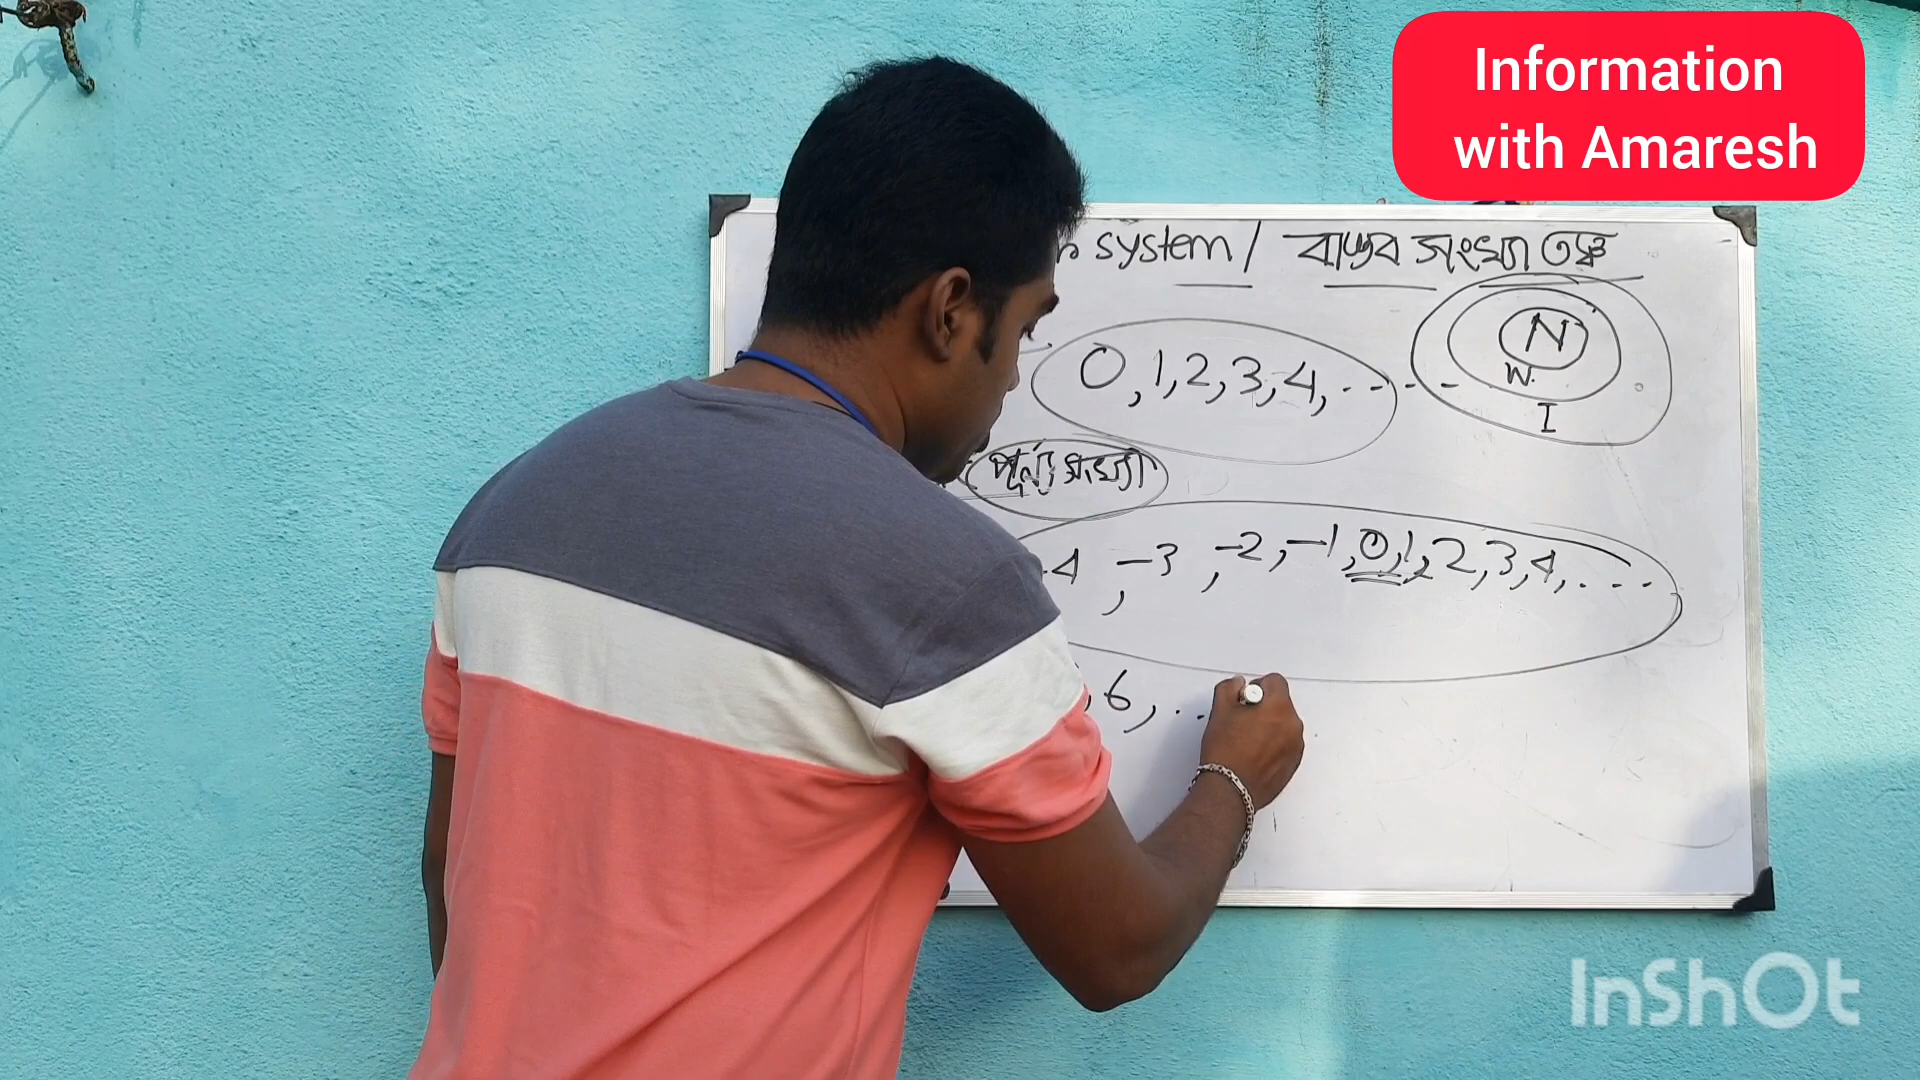 Information
with Amaresh
system / বাস্তব সংখ্যা তন্ত্র
N
W.
I
0, 1, 2, 3, 4, ......
পূর্ণ সংখ্যা
-4, -3, -2, -1, 0, 1, 2, 3, 4, ....
, 6, ...
InShOt